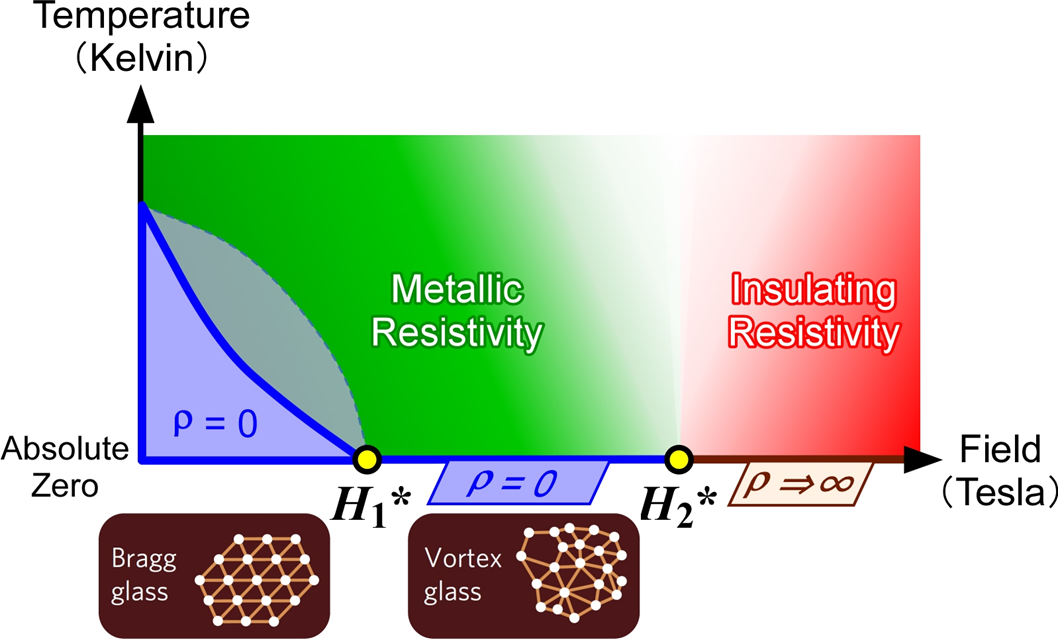 Temperature
(Kelvin)
Metallic
Resistivity
Insulating
Resistivity
ρ = 0
Absolute
Zero
H₁*
ρ = 0
H₂*
ρ ⇒ ∞
Field
(Tesla)
Bragg
glass
Vortex
glass